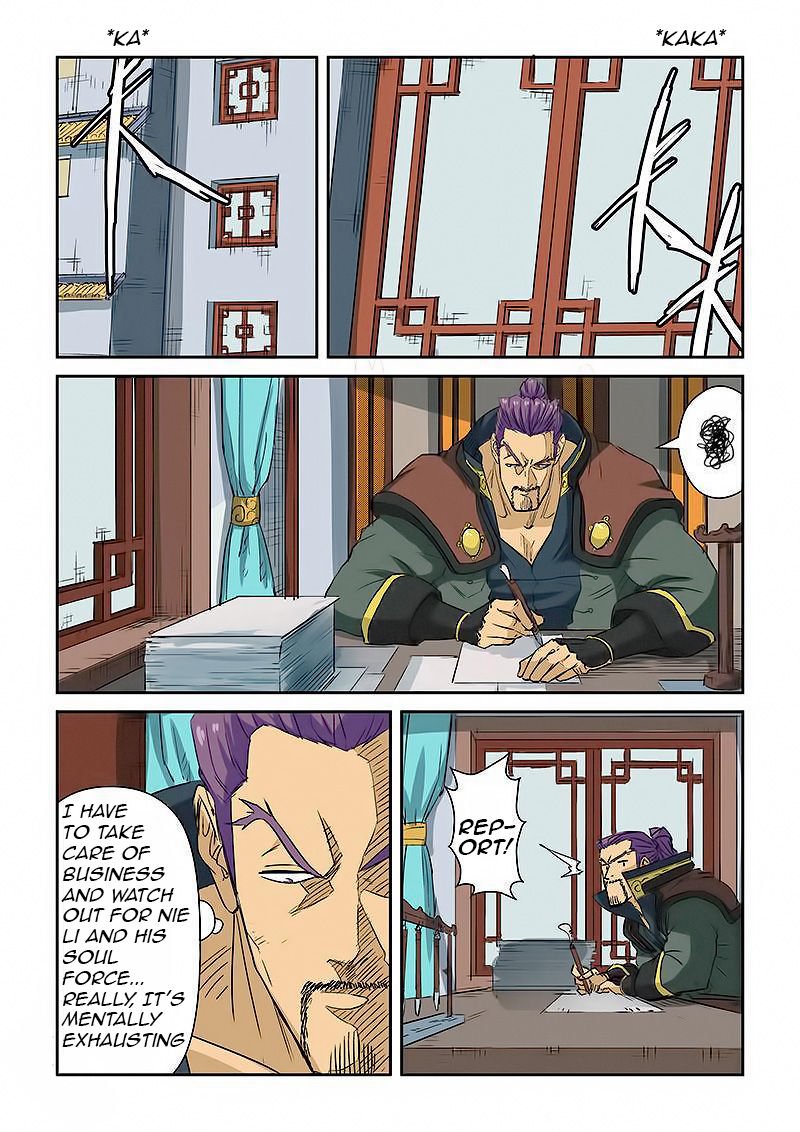 *KA*
*KAKA*
I HAVE
TO TAKE
CARE OF
BUSINESS
AND WATCH
OUT FOR NIE
LI AND HIS
SOUL
FORCE...
REALLY, IT'S
MENTALLY
EXHAUSTING
REP-
ORT!